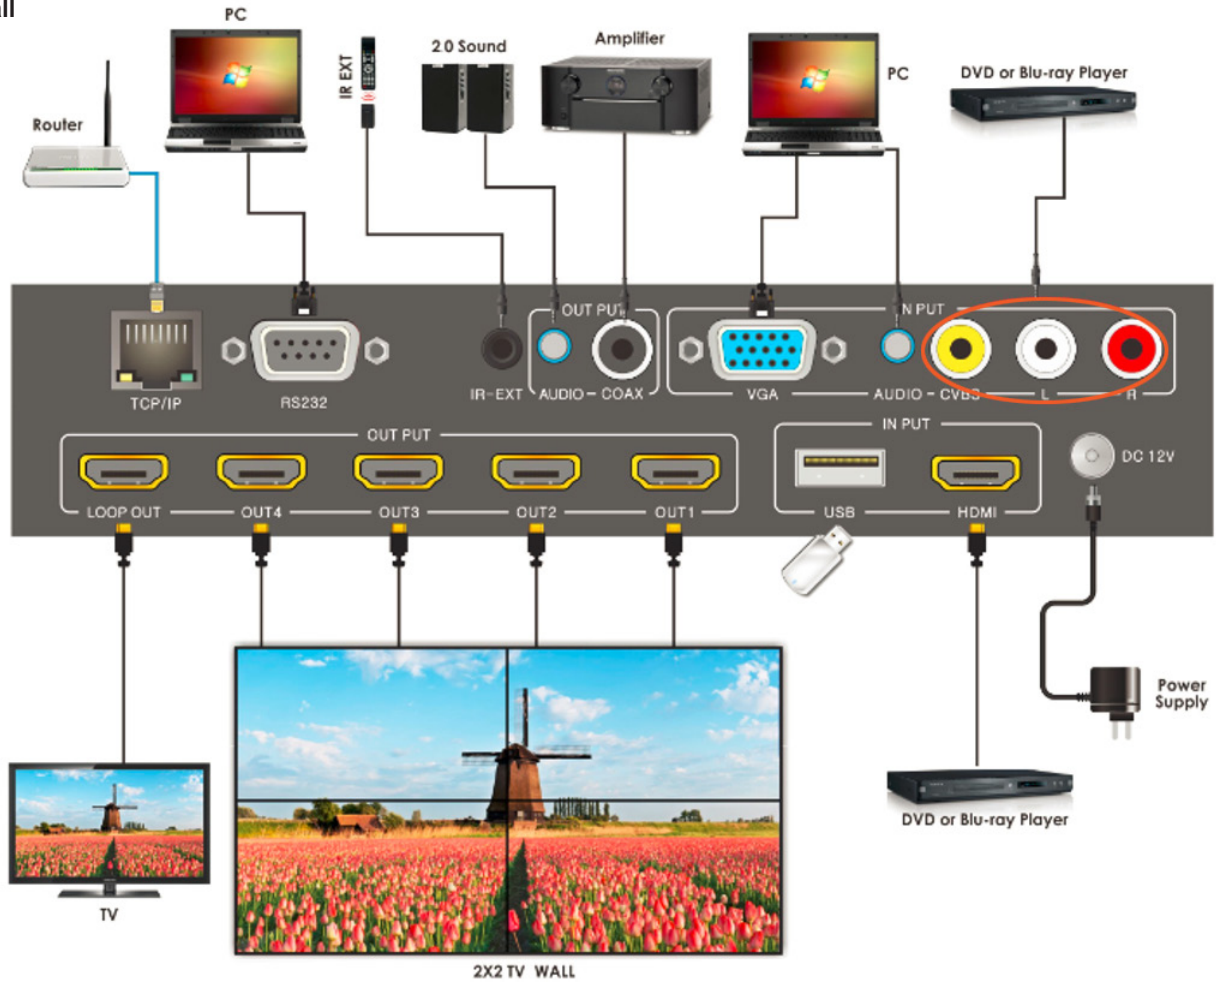 all
PC
IR EXT
2.0 Sound
Amplifier
PC
DVD or Blu-ray Player
Router
OUT PUT
IN PUT
TCP/IP
RS232
IR-EXT
AUDIO
COAX
VGA
AUDIO
CVBS
L
R
OUT PUT
IN PUT
DC 12V
LOOP OUT
OUT4
OUT3
OUT2
OUT1
USB
HDMI
Power
Supply
DVD or Blu-ray Player
TV
2X2 TV WALL